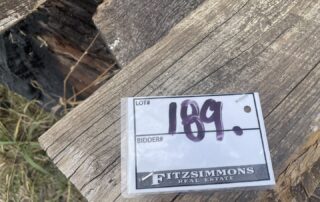 LOT#
189.
BIDDER#
FITZSIMMONS
REAL ESTATE